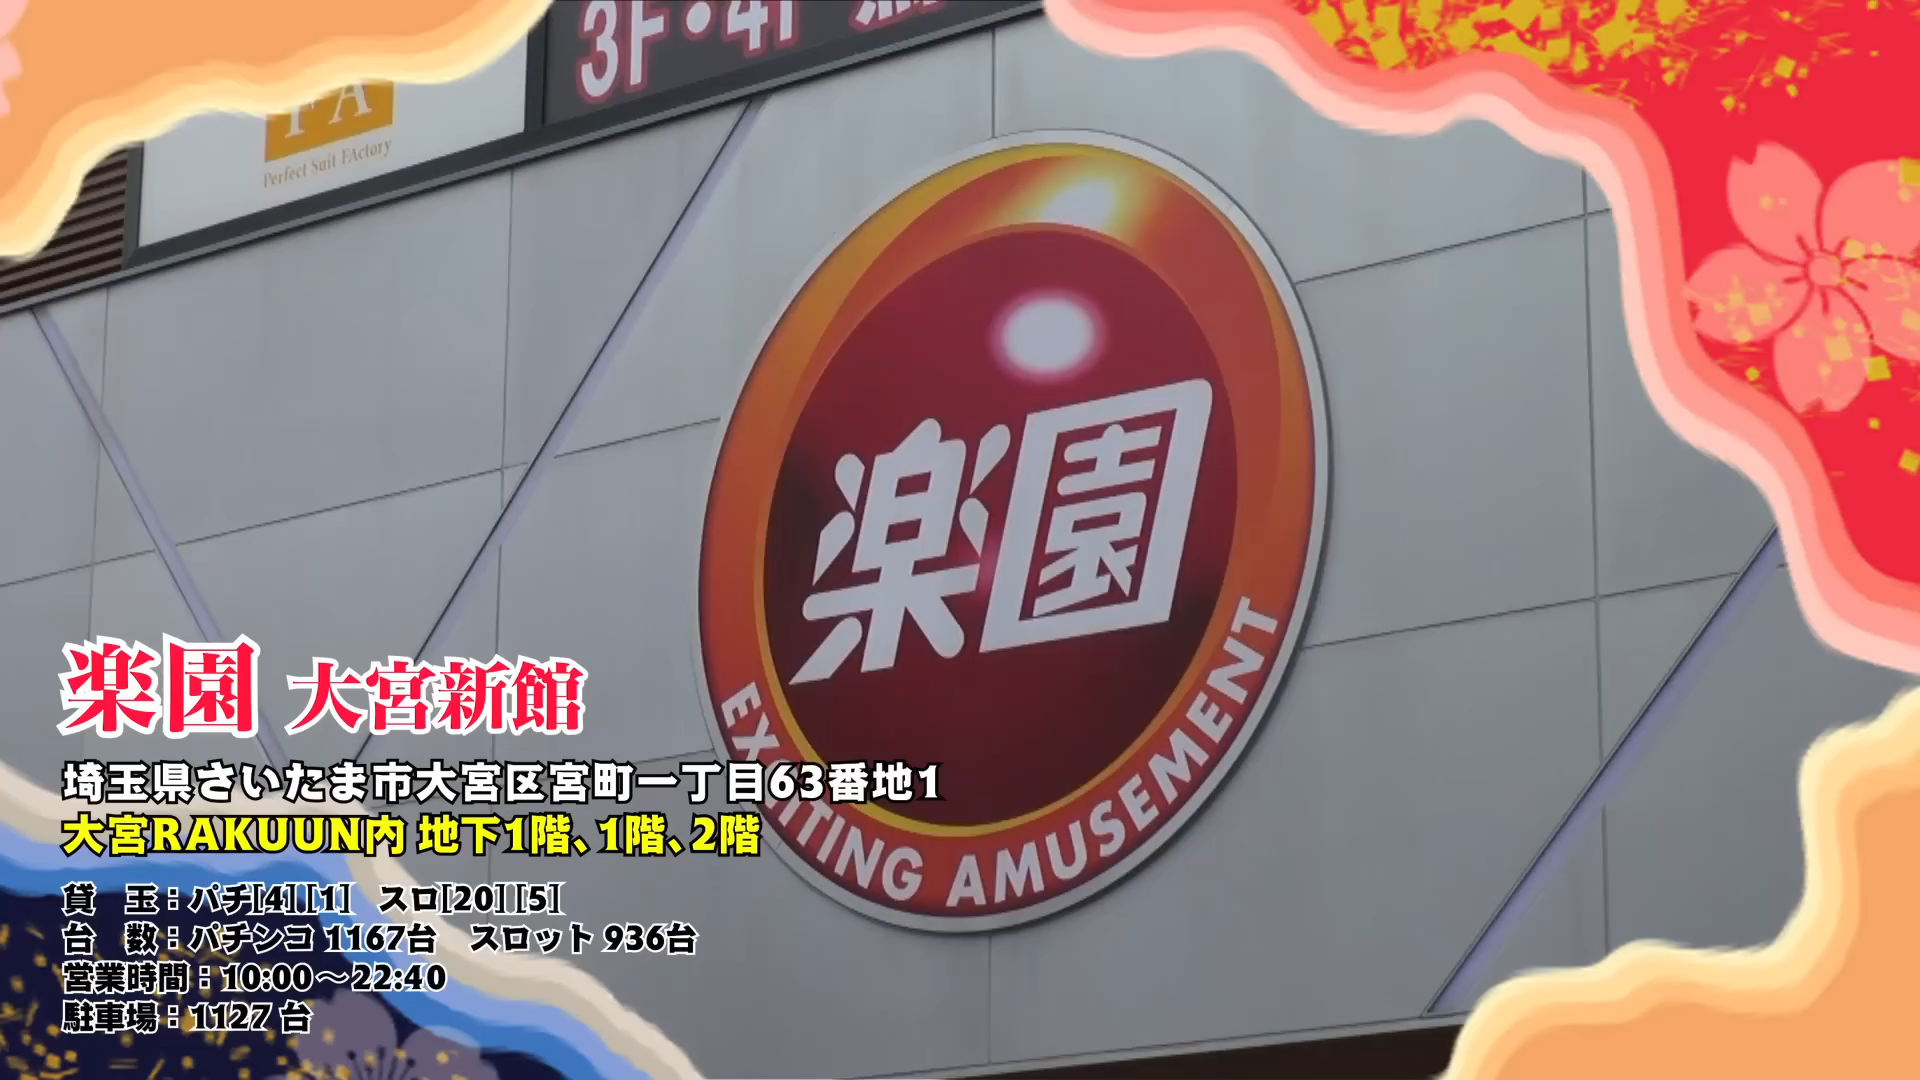 3F・4F
FA
Perfect Suit FActory
楽園
EXCITING AMUSEMENT
楽園 大宮新館
埼玉県さいたま市大宮区宮町一丁目63番地1
大宮RAKUUN内 地下1階、1階、2階
貸　玉：パチ[4][1]　スロ[20][5]
台　数：パチンコ 1167台　スロット 936台
営業時間：10:00～22:40
駐車場：1127 台